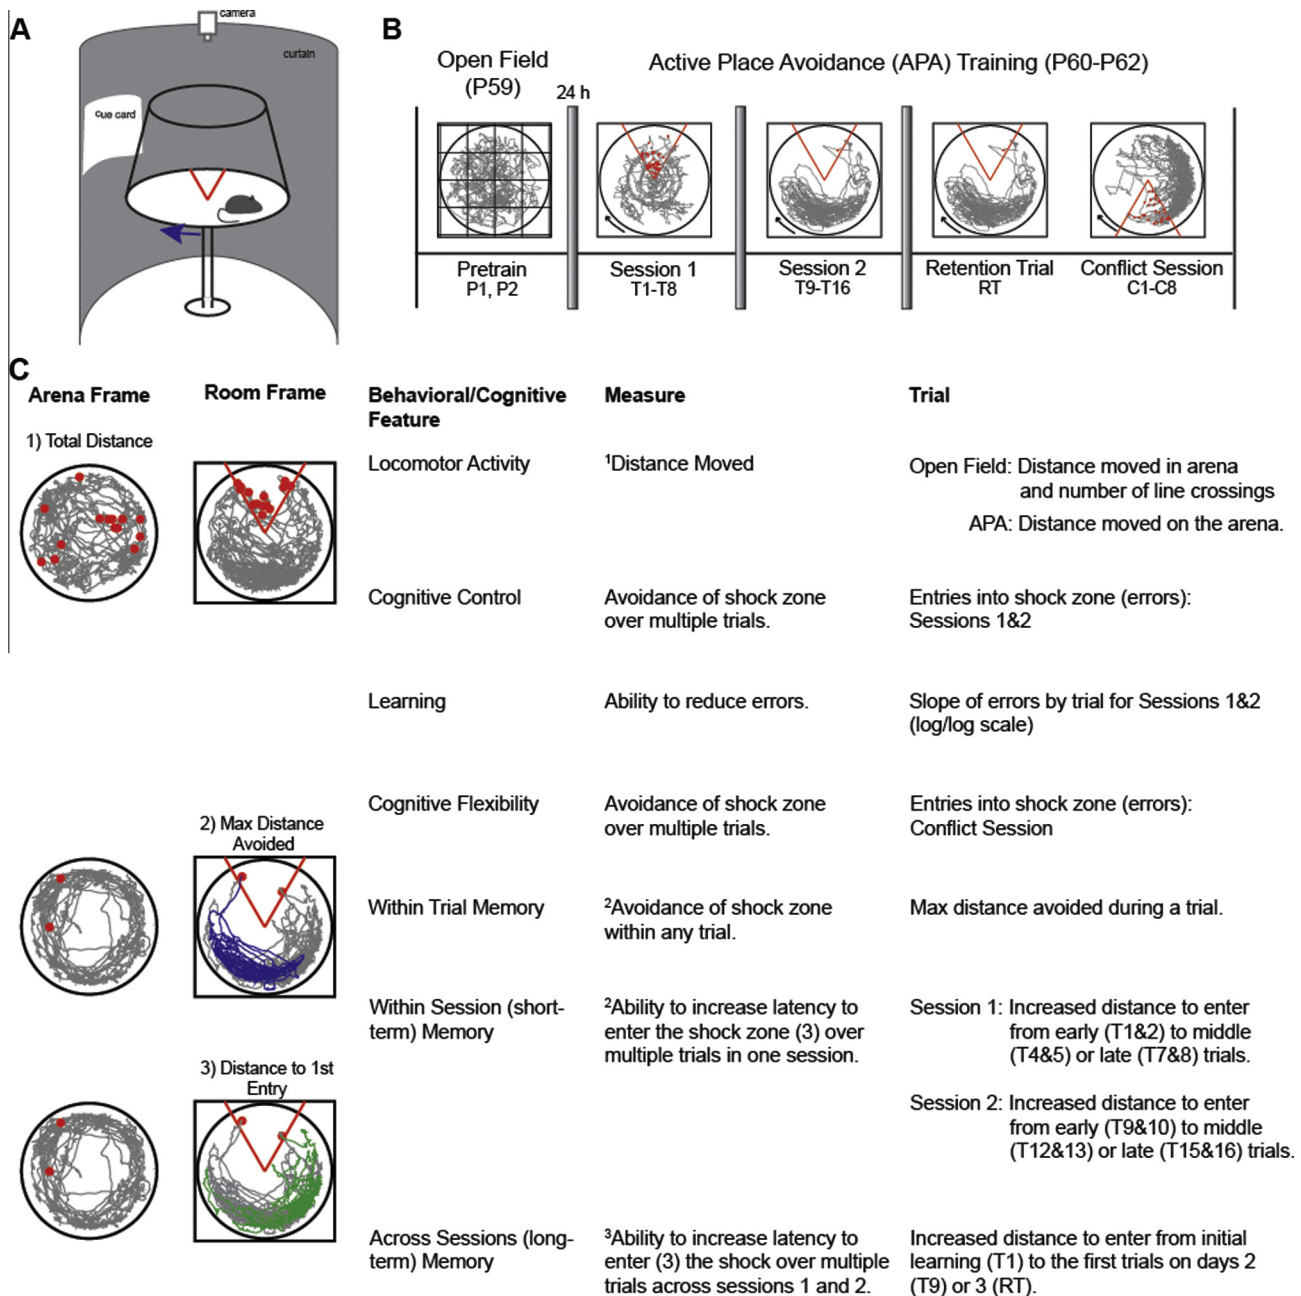 A
camera
curtain
cue card
B
Open Field
(P59)
24 h
Active Place Avoidance (APA) Training (P60-P62)
Pretrain
P1, P2
Session 1
T1-T8
Session 2
T9-T16
Retention Trial
RT
Conflict Session
C1-C8
C
Arena Frame
Room Frame
Behavioral/Cognitive
Feature
Measure
Trial
1) Total Distance
Locomotor Activity
¹Distance Moved
Open Field: Distance moved in arena
and number of line crossings
APA: Distance moved on the arena.
Cognitive Control
Avoidance of shock zone
over multiple trials.
Entries into shock zone (errors):
Sessions 1&2
Learning
Ability to reduce errors.
Slope of errors by trial for Sessions 1&2
(log/log scale)
Cognitive Flexibility
Avoidance of shock zone
over multiple trials.
Entries into shock zone (errors):
Conflict Session
2) Max Distance
Avoided
Within Trial Memory
²Avoidance of shock zone
within any trial.
Max distance avoided during a trial.
Within Session (short-
term) Memory
²Ability to increase latency to
enter the shock zone (3) over
multiple trials in one session.
Session 1: Increased distance to enter
from early (T1&2) to middle
(T4&5) or late (T7&8) trials.
Session 2: Increased distance to enter
from early (T9&10) to middle
(T12&13) or late (T15&16) trials.
3) Distance to 1st
Entry
Across Sessions (long-
term) Memory
³Ability to increase latency to
enter (3) the shock over multiple
trials across sessions 1 and 2.
Increased distance to enter from initial
learning (T1) to the first trials on days 2
(T9) or 3 (RT).